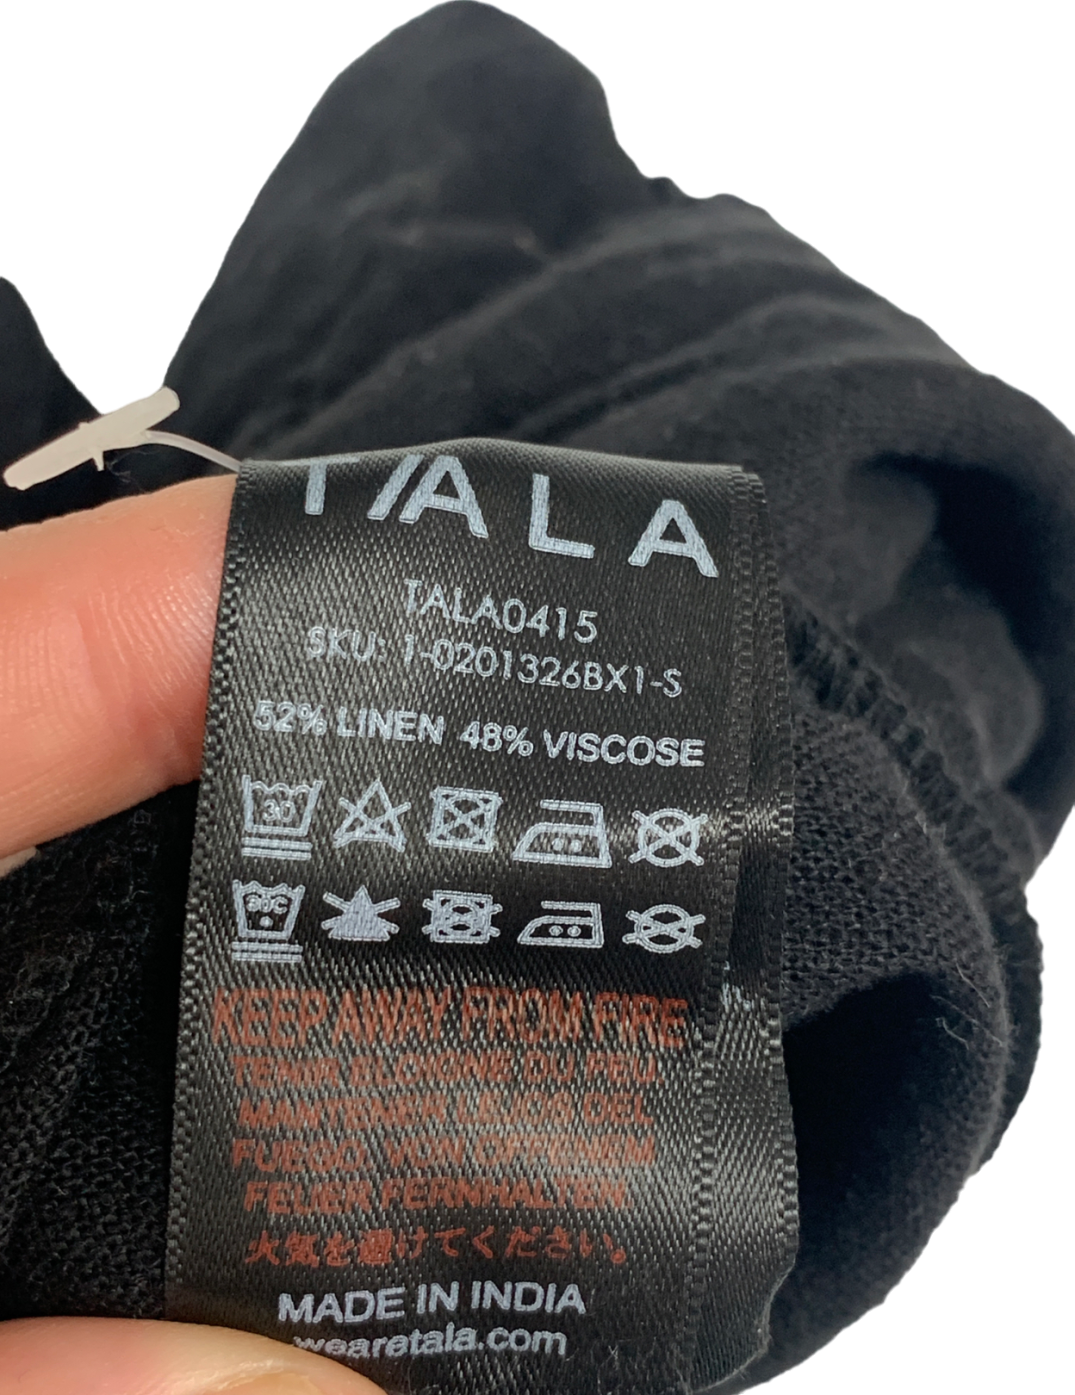 TALA
TALA0415
SKU: 1-0201326BX1-S
52% LINEN 48% VISCOSE
30
KEEP AWAY FROM FIRE
TENIR ELOIGNE DU FEU
MANTENER LEJOS DEL
FUEGO. VON OFFENEM
FEUER FERNHALTEN
火気を避けてください。
MADE IN INDIA
wearetala.com